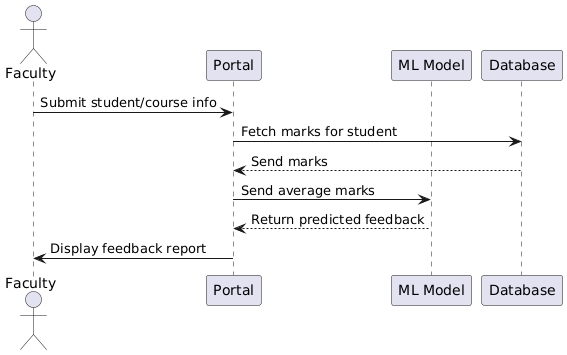 Faculty
Portal
ML Model
Database
Submit student/course info
Fetch marks for student
Send marks
Send average marks
Return predicted feedback
Display feedback report
Faculty
Portal
ML Model
Database